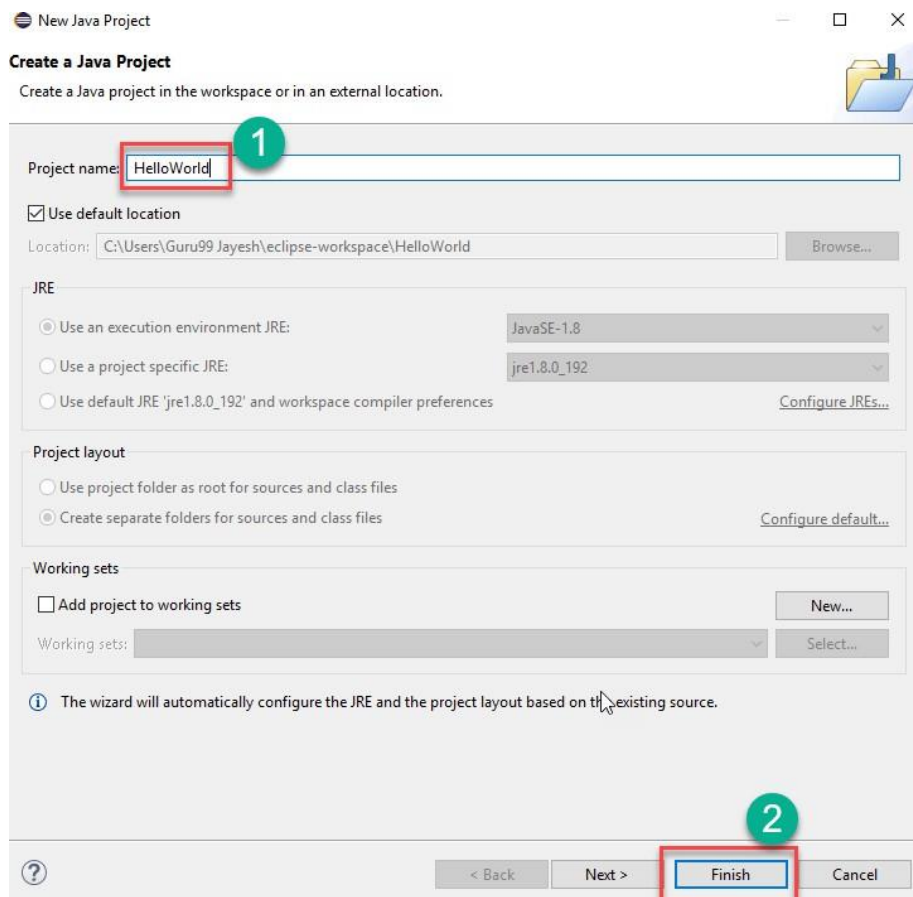 New Java Project
Create a Java Project
Create a Java project in the workspace or in an external location.
1
Project name: HelloWorld
Use default location
Location: C:\Users\Guru99 Jayesh\eclipse-workspace\HelloWorld Browse...
JRE
Use an execution environment JRE: JavaSE-1.8
Use a project specific JRE: jre1.8.0_192
Use default JRE 'jre1.8.0_192' and workspace compiler preferences Configure JREs...
Project layout
Use project folder as root for sources and class files
Create separate folders for sources and class files Configure default...
Working sets
Add project to working sets New...
Working sets: Select...
The wizard will automatically configure the JRE and the project layout based on the existing source.
2
? < Back Next > Finish Cancel